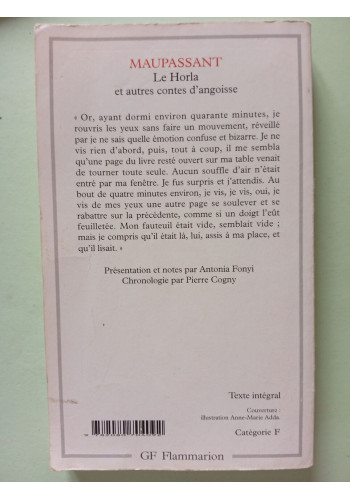 MAUPASSANT
Le Horla
et autres contes d'angoisse
« Or, ayant dormi environ quarante minutes, je
rouvris les yeux sans faire un mouvement, réveillé
par je ne sais quelle émotion confuse et bizarre. Je ne
vis rien d'abord, puis, tout à coup, il me sembla
qu'une page du livre resté ouvert sur ma table venait
de tourner toute seule. Aucun souffle d'air n'était
entré par ma fenêtre. Je fus surpris et j'attendis. Au
bout de quatre minutes environ, je vis, je vis, oui, je
vis de mes yeux une autre page se soulever et se
rabattre sur la précédente, comme si un doigt l'eût
feuilletée. Mon fauteuil était vide, semblait vide ;
mais je compris qu'il était là, lui, assis à ma place, et
qu'il lisait. »
Présentation et notes par Antonia Fonyi
Chronologie par Pierre Cogny
Texte intégral
Couverture :
illustration Anne-Marie Adda.
Catégorie F
GF Flammarion